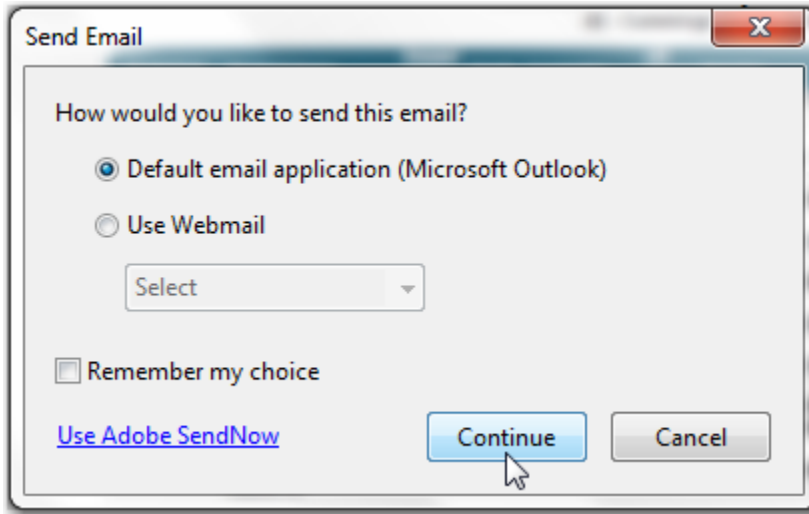 Send Email
X
How would you like to send this email?
Default email application (Microsoft Outlook)
Use Webmail
Select
Remember my choice
Use Adobe SendNow
Continue
Cancel